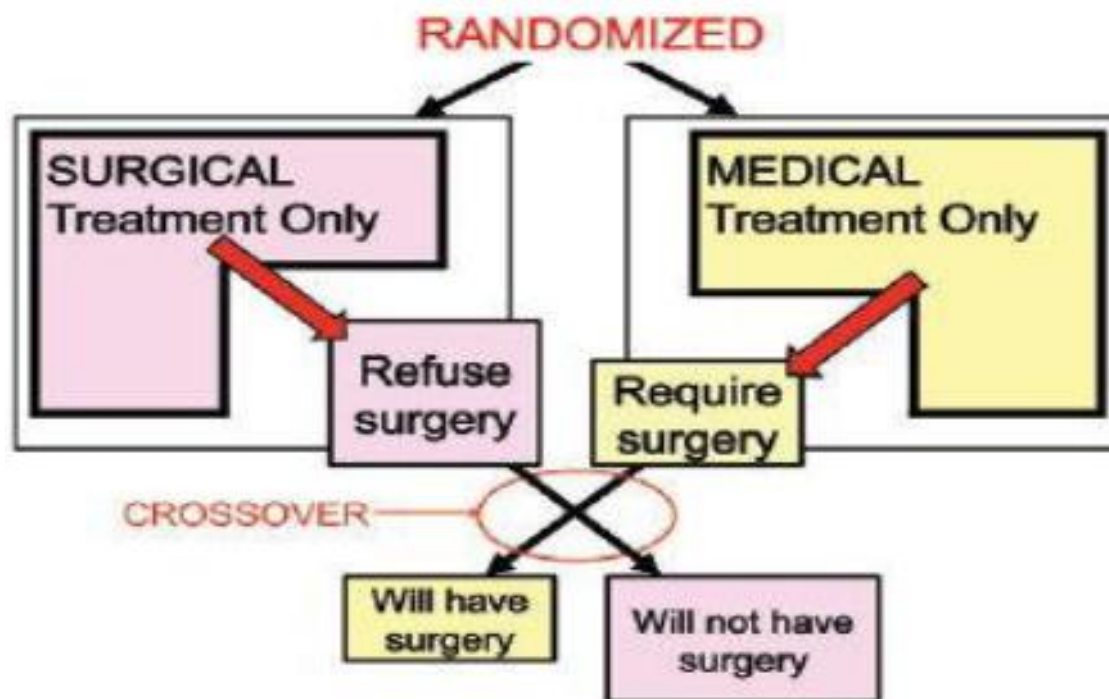 RANDOMIZED
SURGICAL
Treatment Only
MEDICAL
Treatment Only
Refuse
surgery
Require
surgery
CROSSOVER
Will have
surgery
Will not have
surgery